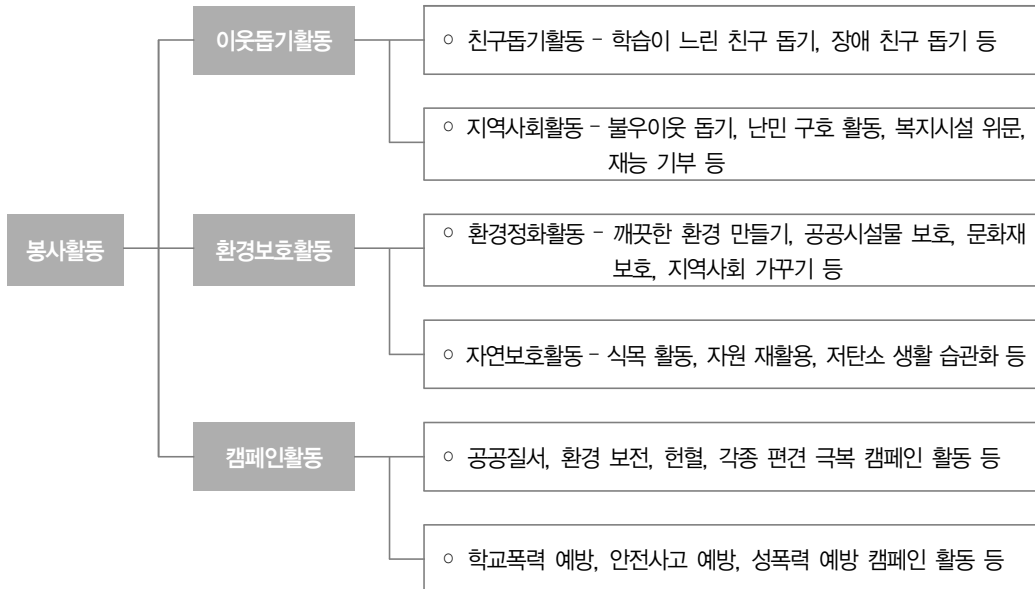 봉사활동
이웃돕기활동
○ 친구돕기활동 - 학습이 느린 친구 돕기, 장애 친구 돕기 등
○ 지역사회활동 - 불우이웃 돕기, 난민 구호 활동, 복지시설 위문,
재능 기부 등
환경보호활동
○ 환경정화활동 - 깨끗한 환경 만들기, 공공시설물 보호, 문화재
보호, 지역사회 가꾸기 등
○ 자연보호활동 - 식목 활동, 자원 재활용, 저탄소 생활 습관화 등
캠페인활동
○ 공공질서, 환경 보전, 헌혈, 각종 편견 극복 캠페인 활동 등
○ 학교폭력 예방, 안전사고 예방, 성폭력 예방 캠페인 활동 등